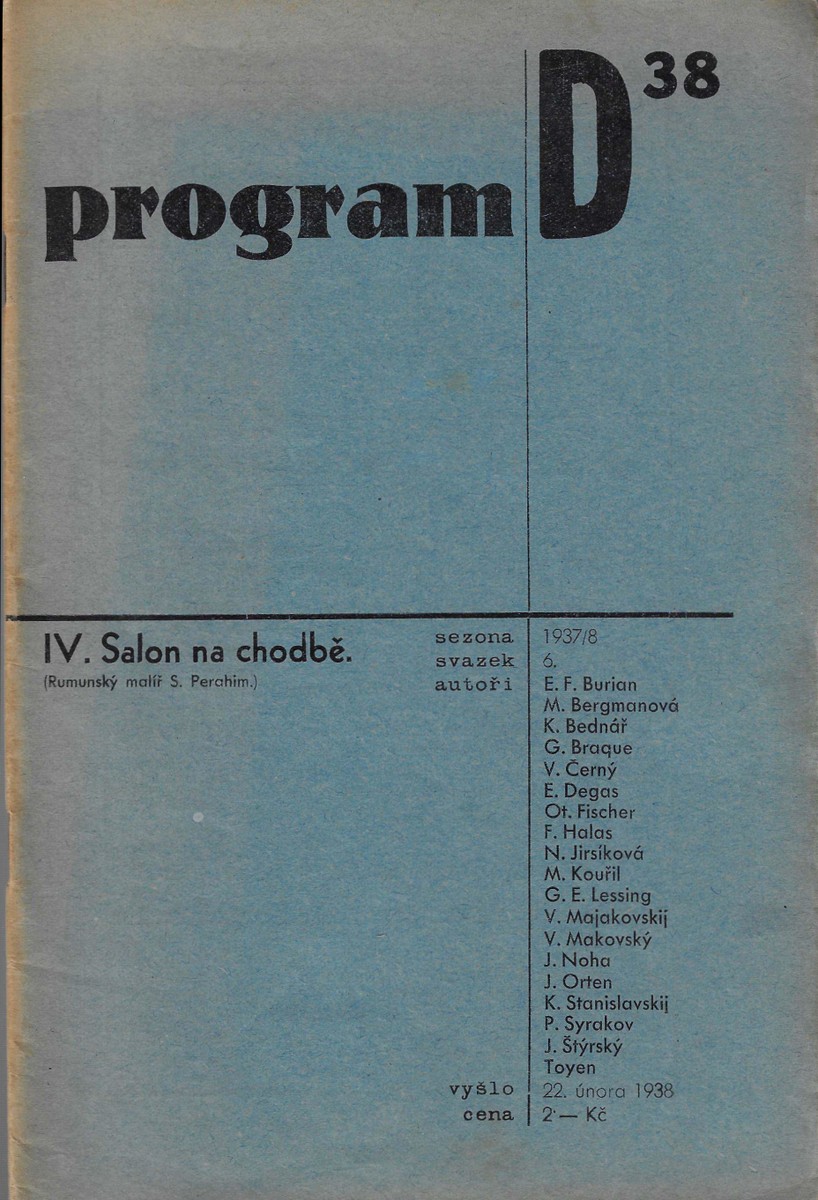 program D 38
IV. Salon na chodbě.
(Rumunský malíř S. Perahim.)
sezona 1937/8
svazek 6.
autoři E. F. Burian
M. Bergmanová
K. Bednář
G. Braque
V. Černý
E. Degas
Ot. Fischer
F. Halas
N. Jirsíková
M. Kouřil
G. E. Lessing
V. Majakovskij
V. Makovský
J. Noha
J. Orten
K. Stanislavskij
P. Syrakov
J. Štýrský
Toyen
vyšlo 22. února 1938
cena 2·— Kč